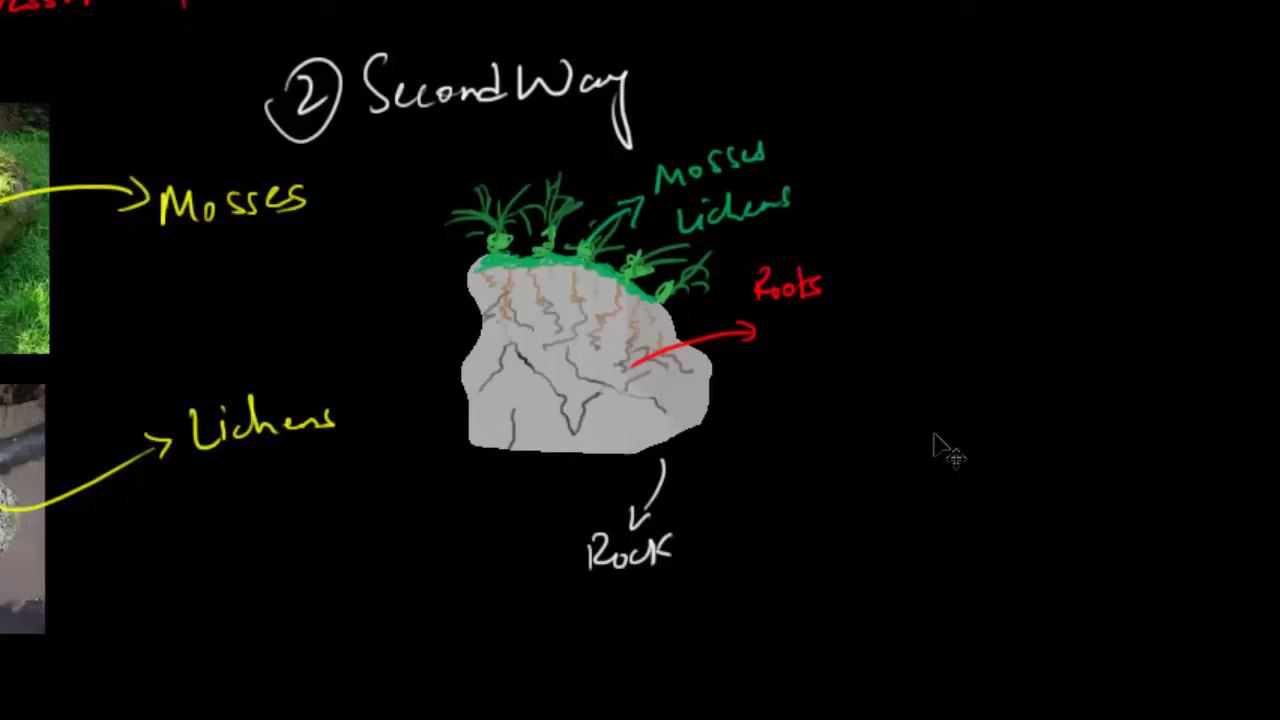 ② Second Way
Mosses
Lichens
Mosses
Roots
Lichens
Rock